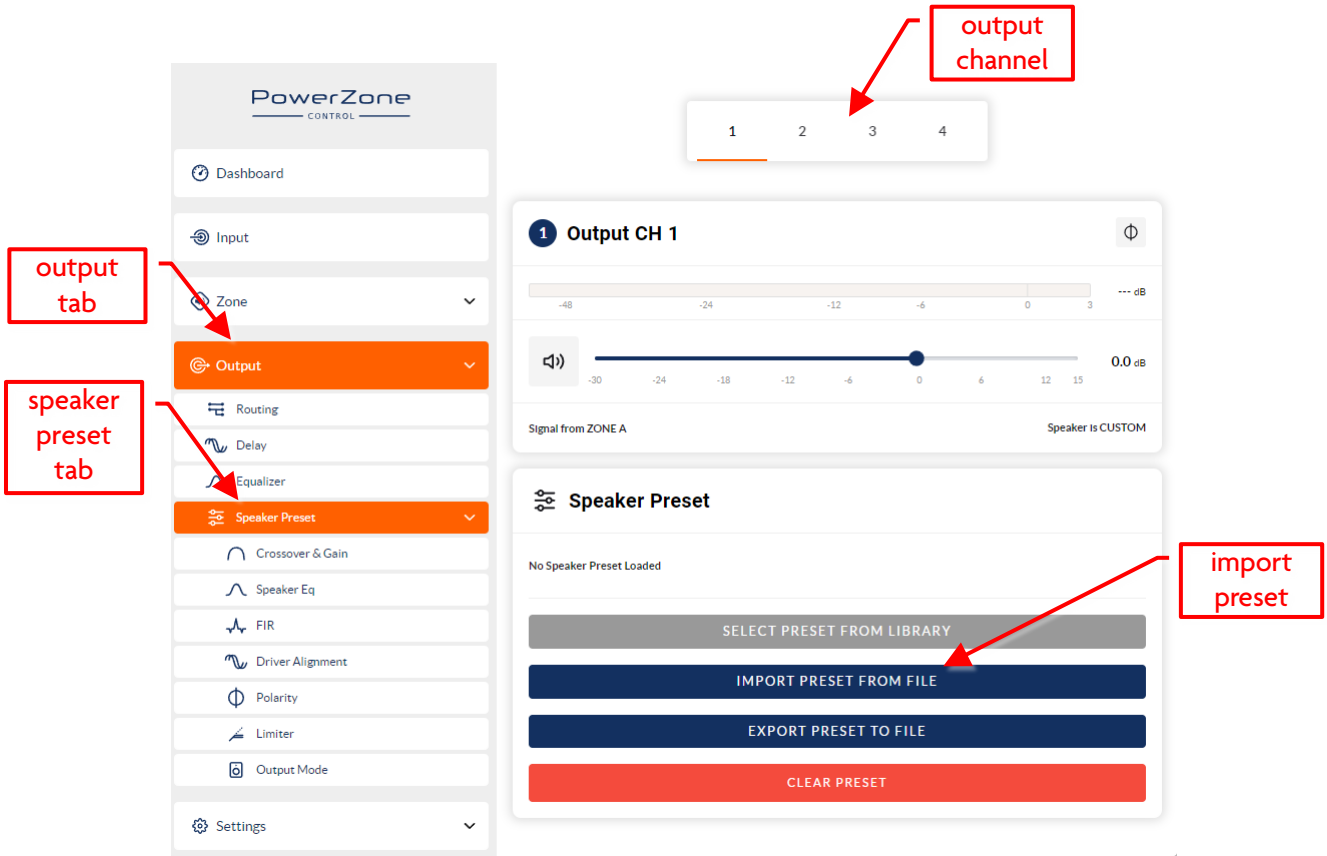 output
channel
PowerZone
CONTROL
1 2 3 4
Dashboard
Input
output
tab
Zone
Output
speaker
preset
tab
Routing
Delay
Equalizer
Speaker Preset
Crossover & Gain
Speaker Eq
FIR
Driver Alignment
Polarity
Limiter
Output Mode
Settings
1 Output CH 1
--- dB
-48 -24 -12 -6 0 3
0.0 dB
-30 -24 -18 -12 -6 0 6 12 15
Signal from ZONE A Speaker is CUSTOM
Speaker Preset
No Speaker Preset Loaded
import
preset
SELECT PRESET FROM LIBRARY
IMPORT PRESET FROM FILE
EXPORT PRESET TO FILE
CLEAR PRESET